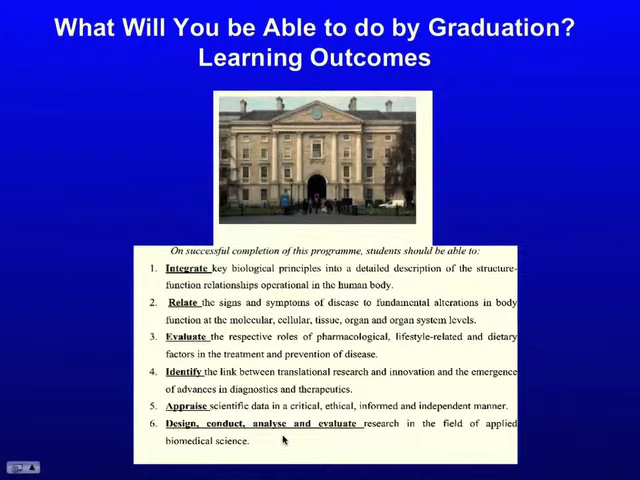 What Will You be Able to do by Graduation?
Learning Outcomes
On successful completion of this programme, students should be able to:
1. Integrate key biological principles into a detailed description of the structure-
function relationships operational in the human body.
2. Relate the signs and symptoms of disease to fundamental alterations in body
function at the molecular, cellular, tissue, organ and organ system levels.
3. Evaluate the respective roles of pharmacological, lifestyle-related and dietary
factors in the treatment and prevention of disease.
4. Identify the link between translational research and innovation and the emergence
of advances in diagnostics and therapeutics.
5. Appraise scientific data in a critical, ethical, informed and independent manner.
6. Design, conduct, analyse and evaluate research in the field of applied
biomedical science.